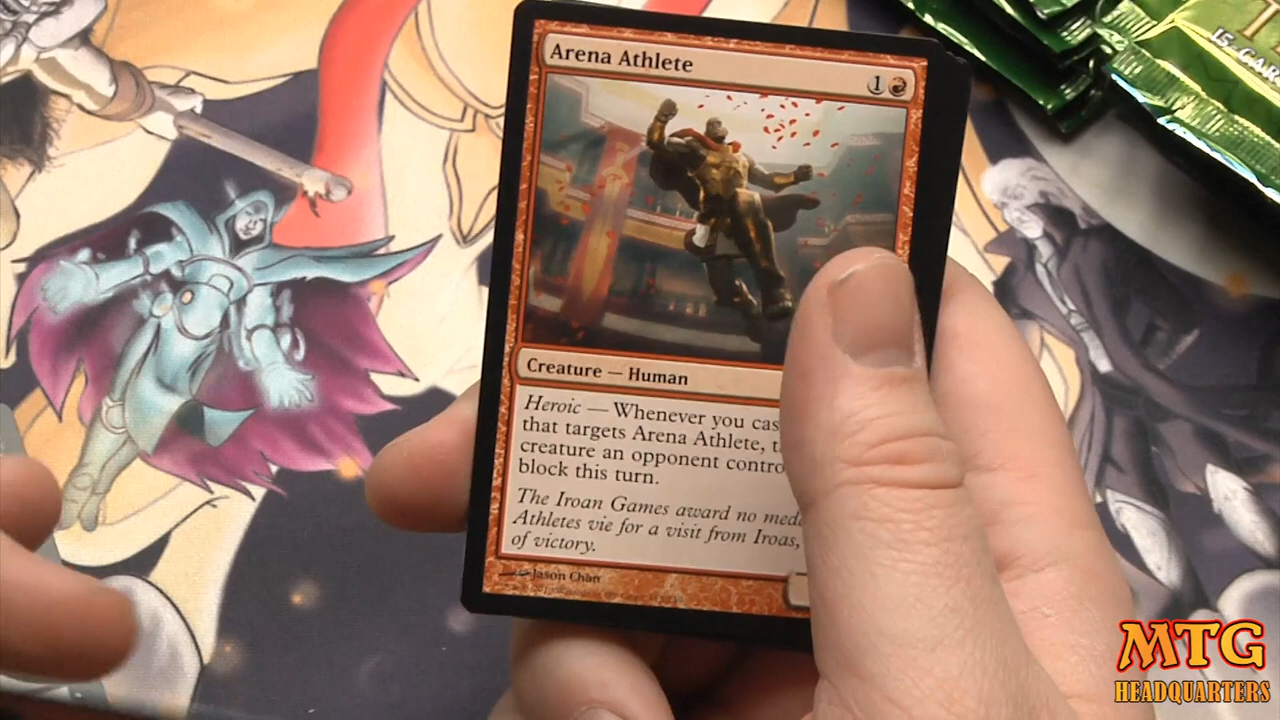 Arena Athlete
1
Creature — Human
Heroic — Whenever you cas
that targets Arena Athlete, t
creature an opponent contro
block this turn.
The Iroan Games award no med
Athletes vie for a visit from Iroas,
of victory.
Jason Chan
15-CAR
MTG
HEADQUARTERS